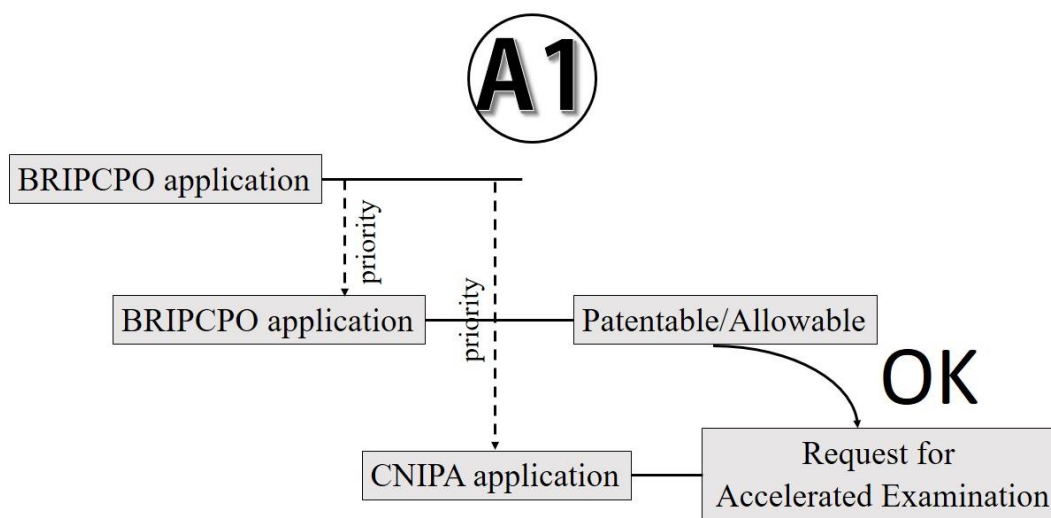 A1
BRIPCPO application
priority
BRIPCPO application
Patentable/Allowable
priority
OK
CNIPA application
Request for
Accelerated Examination